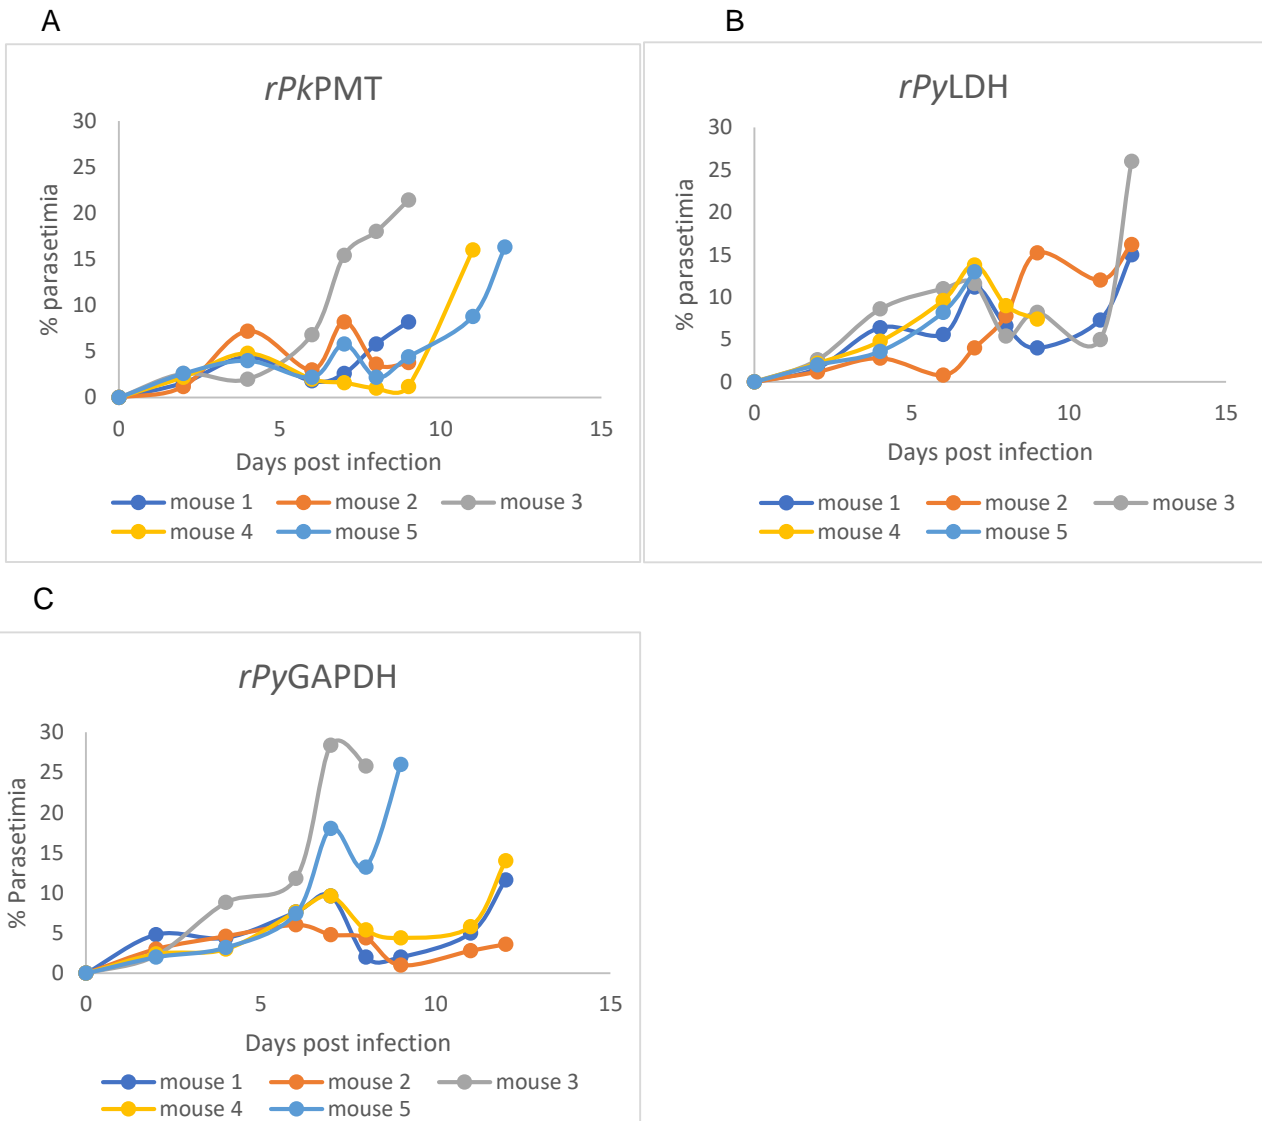 A
rPkPMT
30
25
20
15
10
5
0
% parasetimia
0 5 10 15
Days post infection
mouse 1 mouse 2 mouse 3
mouse 4 mouse 5
B
rPyLDH
30
25
20
15
10
5
0
% parasetimia
0 5 10 15
Days post infection
mouse 1 mouse 2 mouse 3
mouse 4 mouse 5
C
rPyGAPDH
30
25
20
15
10
5
0
% Parasetimia
0 5 10 15
Days post infection
mouse 1 mouse 2 mouse 3
mouse 4 mouse 5